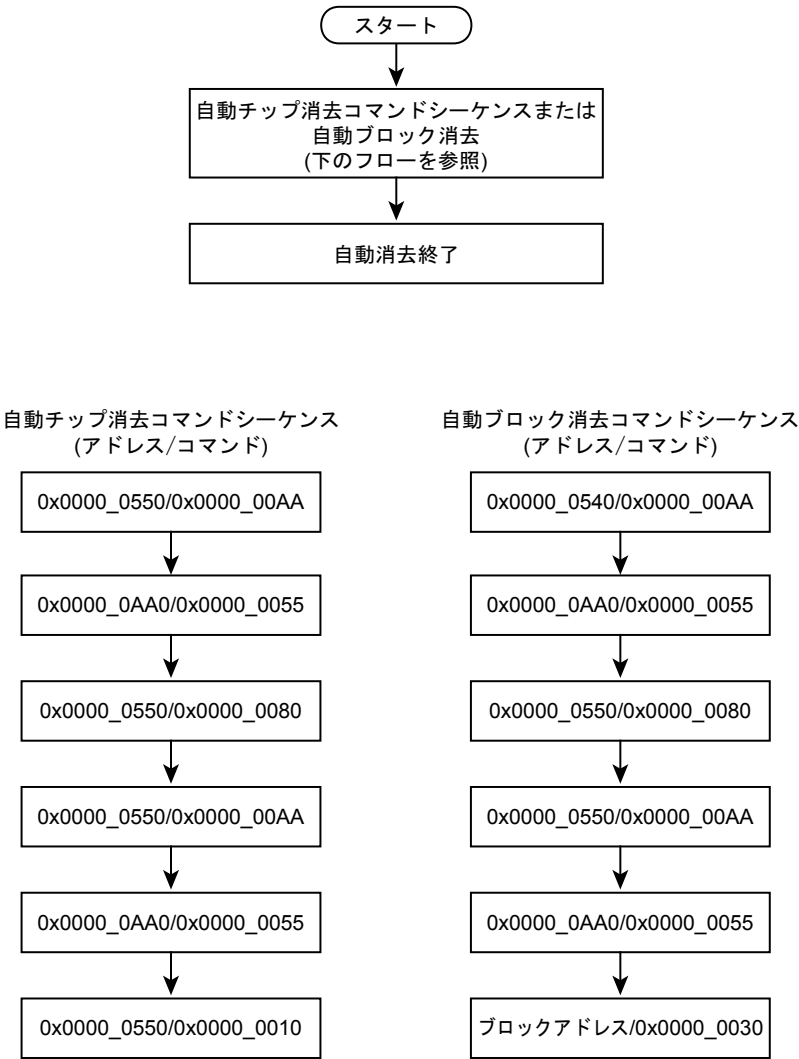 スタート
自動チップ消去コマンドシーケンスまたは
自動ブロック消去
(下のフローを参照)
自動消去終了
自動チップ消去コマンドシーケンス
(アドレス/コマンド)
0x0000_0550/0x0000_00AA
0x0000_0AA0/0x0000_0055
0x0000_0550/0x0000_0080
0x0000_0550/0x0000_00AA
0x0000_0AA0/0x0000_0055
0x0000_0550/0x0000_0010
自動ブロック消去コマンドシーケンス
(アドレス/コマンド)
0x0000_0540/0x0000_00AA
0x0000_0AA0/0x0000_0055
0x0000_0550/0x0000_0080
0x0000_0550/0x0000_00AA
0x0000_0AA0/0x0000_0055
ブロックアドレス/0x0000_0030